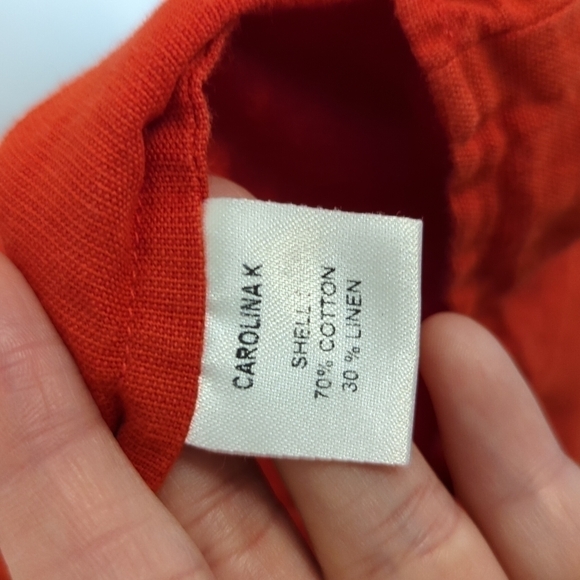 CAROLINA K
SHELL
70% COTTON
30 % LINEN